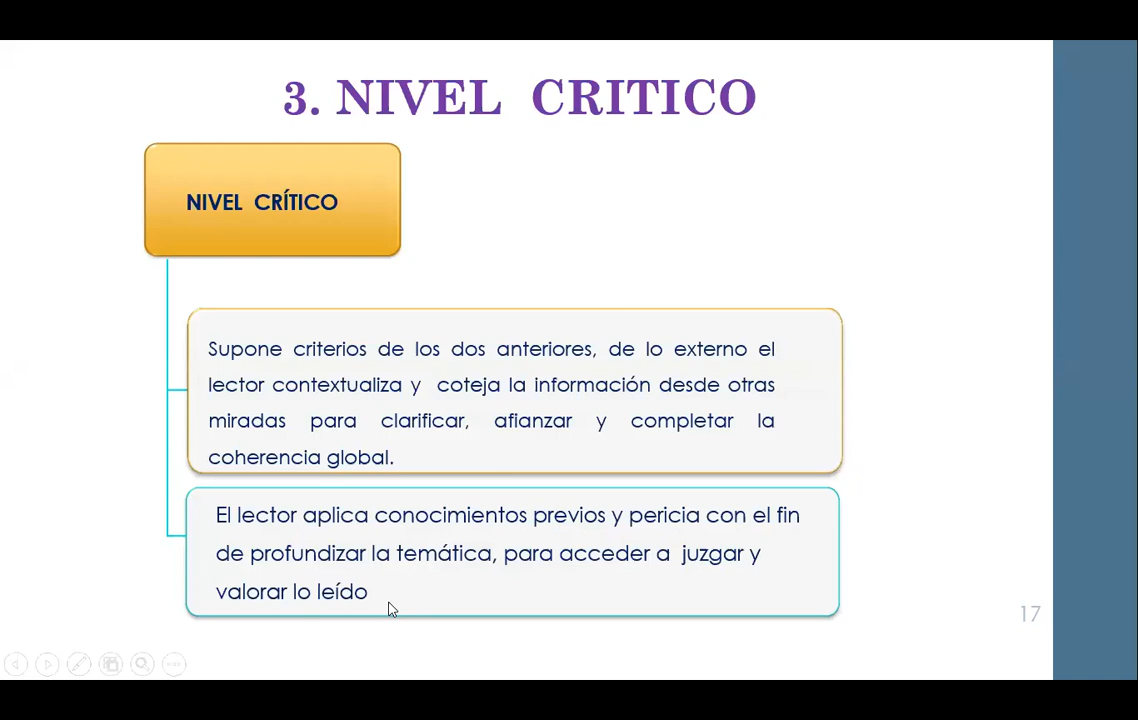 3. NIVEL CRITICO
NIVEL CRÍTICO
Supone criterios de los dos anteriores, de lo externo el
lector contextualiza y coteja la información desde otras
miradas para clarificar, afianzar y completar la
coherencia global.
El lector aplica conocimientos previos y pericia con el fin
de profundizar la temática, para acceder a juzgar y
valorar lo leído
17